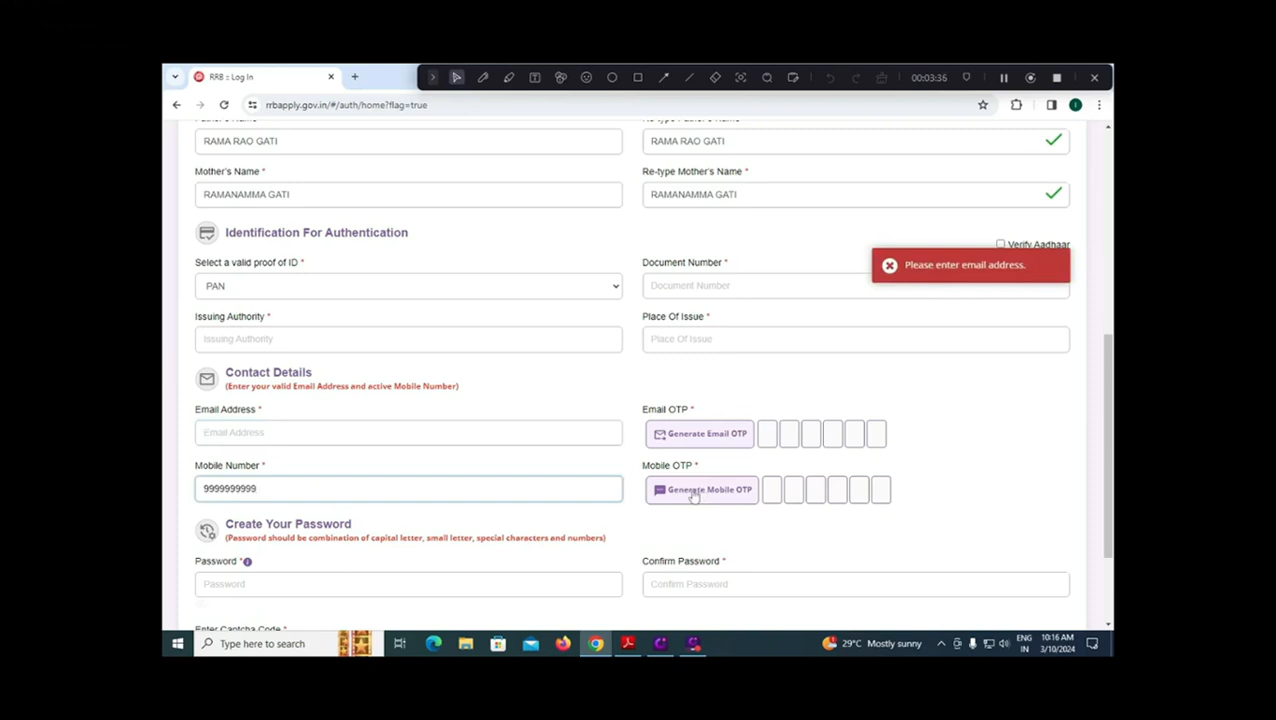 RRB :: Log In
00:03:36
rrbapply.gov.in/#/auth/home?flag=true
RAMA RAO GATI
RAMA RAO GATI
Mother's Name *
Re-type Mother's Name *
RAMANAMMA GATI
RAMANAMMA GATI
Identification For Authentication
Verify Aadhaar
Please enter email address.
Select a valid proof of ID *
Document Number *
PAN
Document Number
Issuing Authority *
Place Of Issue *
Issuing Authority
Place Of Issue
Contact Details
(Enter your valid Email Address and active Mobile Number)
Email Address *
Email OTP *
Email Address
Generate Email OTP
Mobile Number *
Mobile OTP *
9999999999
Generate Mobile OTP
Create Your Password
(Password should be combination of capital letter, small letter, special characters and numbers)
Password *
Confirm Password *
Password
Confirm Password
Enter Captcha Code *
Type here to search
29°C Mostly sunny
ENG
IN
10:16 AM
3/10/2024